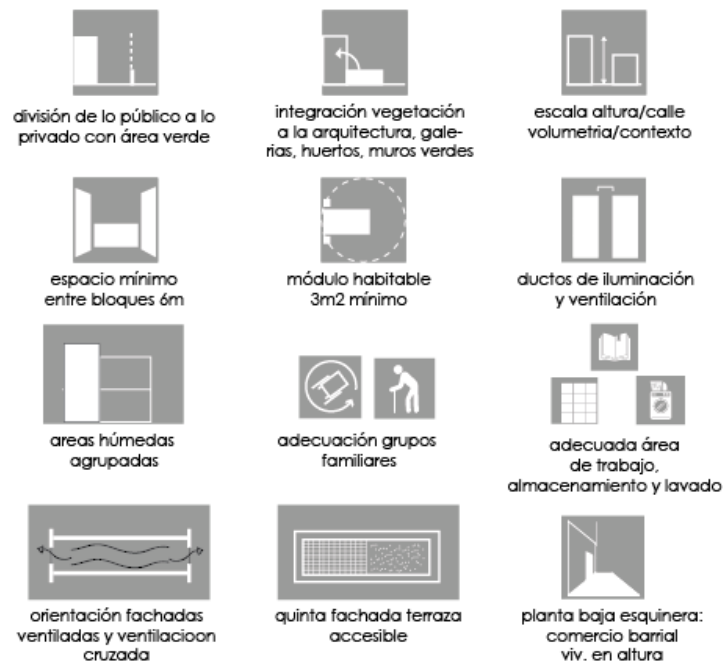 división de lo público a lo
privado con área verde
integración vegetación
a la arquitectura, gale-
rias, huertos, muros verdes
escala altura/calle
volumetria/contexto
espacio mínimo
entre bloques 6m
módulo habitable
3m2 mínimo
ductos de iluminación
y ventilación
areas húmedas
agrupadas
adecuación grupos
familiares
adecuada área
de trabajo,
almacenamiento y lavado
orientación fachadas
ventiladas y ventilacioon
cruzada
quinta fachada terraza
accesible
planta baja esquinera:
comercio barrial
viv. en altura